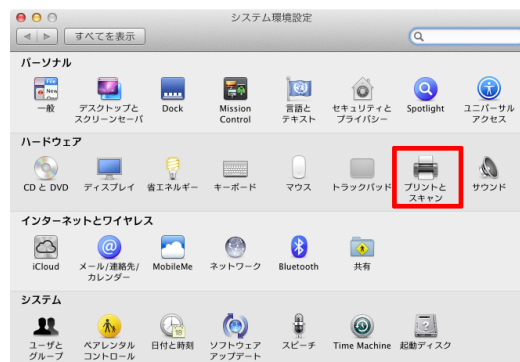 システム環境設定
すべてを表示
パーソナル
一般
デスクトップと
スクリーンセーバ
Dock
Mission
Control
言語と
テキスト
セキュリティと
プライバシー
Spotlight
ユニバーサル
アクセス
ハードウェア
CD と DVD
ディスプレイ
省エネルギー
キーボード
マウス
トラックパッド
プリントと
スキャン
サウンド
インターネットとワイヤレス
iCloud
メール/連絡先/
カレンダー
MobileMe
ネットワーク
Bluetooth
共有
システム
ユーザと
グループ
ペアレンタル
コントロール
日付と時刻
ソフトウェア
アップデート
スピーチ
Time Machine
起動ディスク